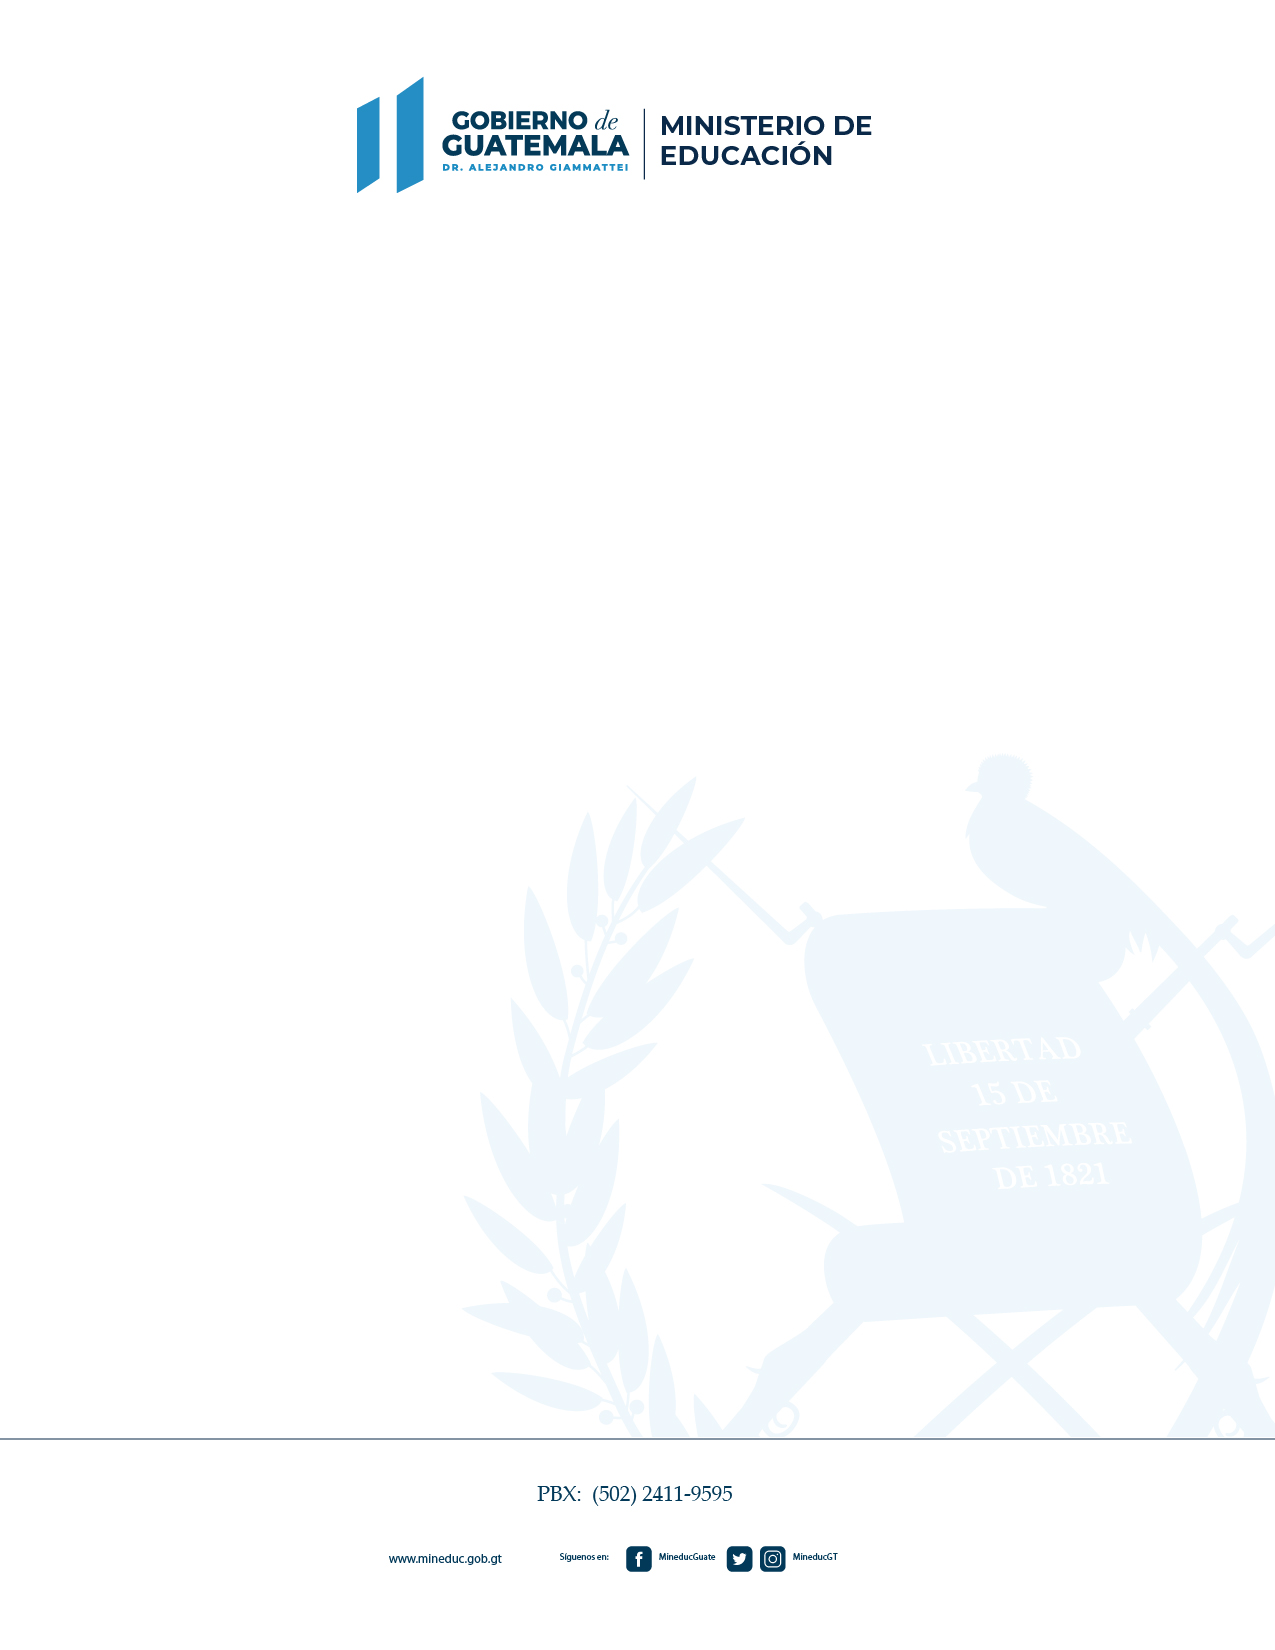 GOBIERNO de
GUATEMALA
DR. ALEJANDRO GIAMMATTEI
MINISTERIO DE
EDUCACIÓN
LIBERTAD
15 DE
SEPTIEMBRE
DE 1821
PBX: (502) 2411-9595
www.mineduc.gob.gt
Síguenos en: MineducGuate MineducGT